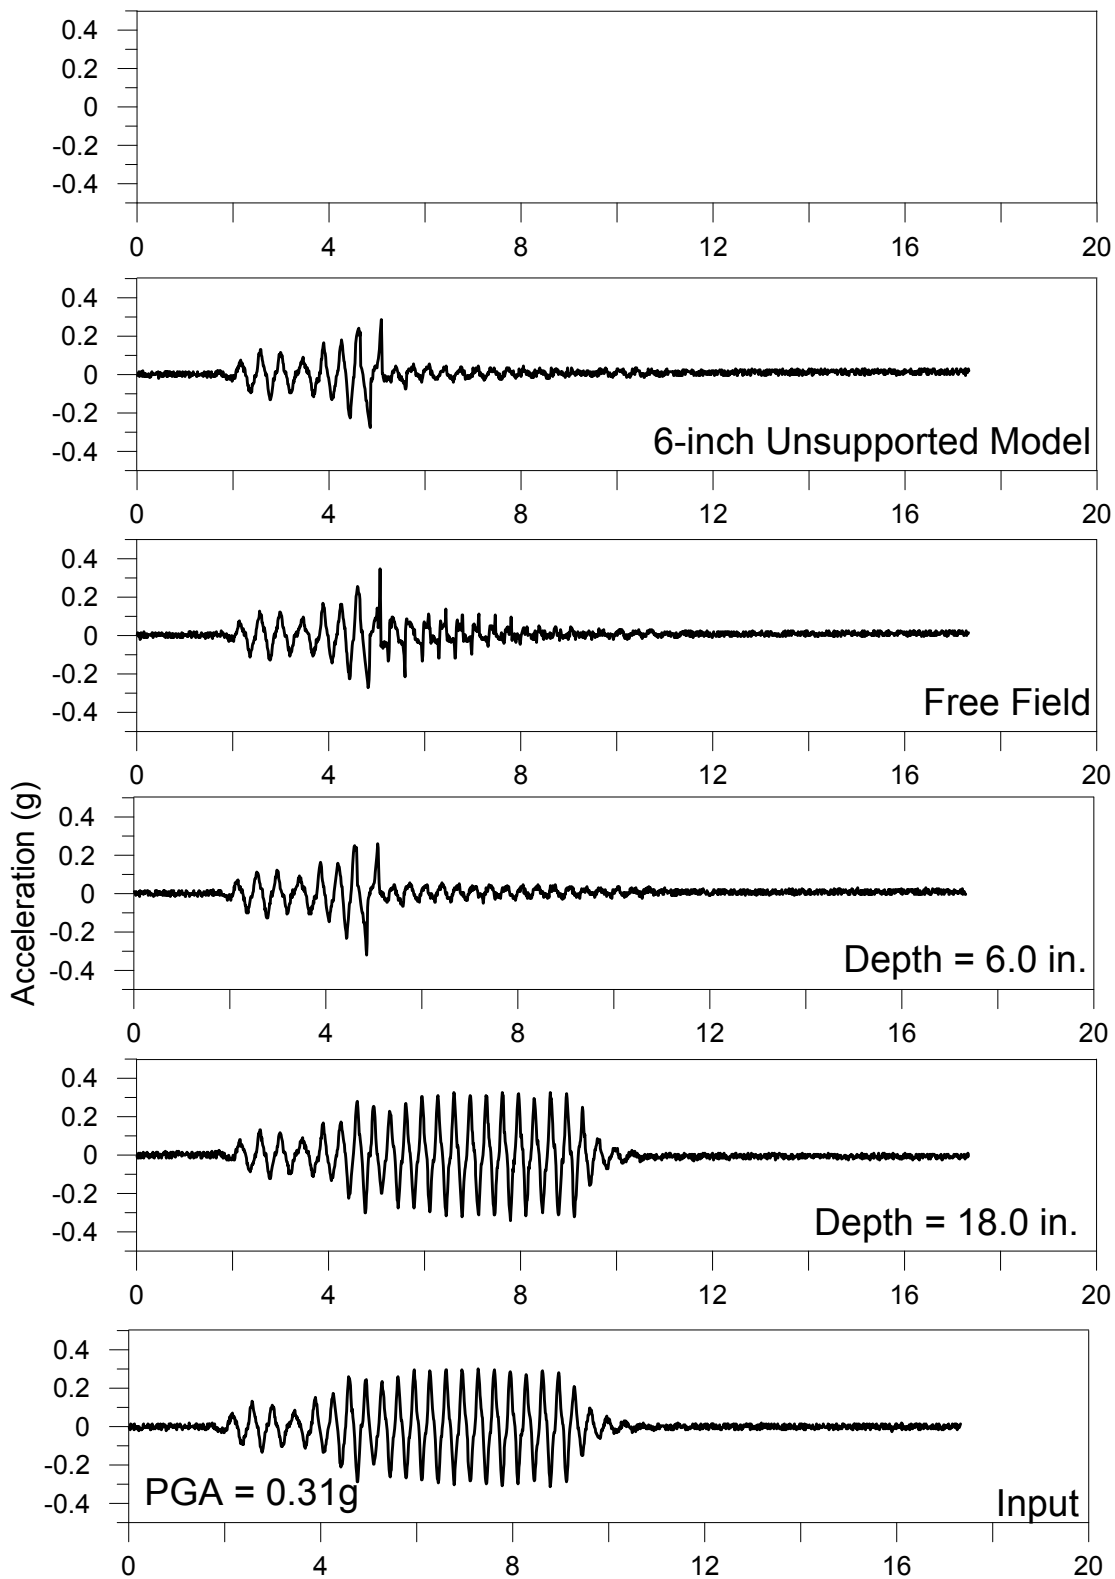 0.4
0.2
0
-0.2
-0.4
0 4 8 12 16 20
0.4
0.2
0
-0.2
-0.4
6-inch Unsupported Model
0 4 8 12 16 20
0.4
0.2
0
-0.2
-0.4
Free Field
0 4 8 12 16 20
Acceleration (g)
0.4
0.2
0
-0.2
-0.4
Depth = 6.0 in.
0 4 8 12 16 20
0.4
0.2
0
-0.2
-0.4
Depth = 18.0 in.
0 4 8 12 16 20
0.4
0.2
0
-0.2
-0.4
PGA = 0.31g
Input
0 4 8 12 16 20